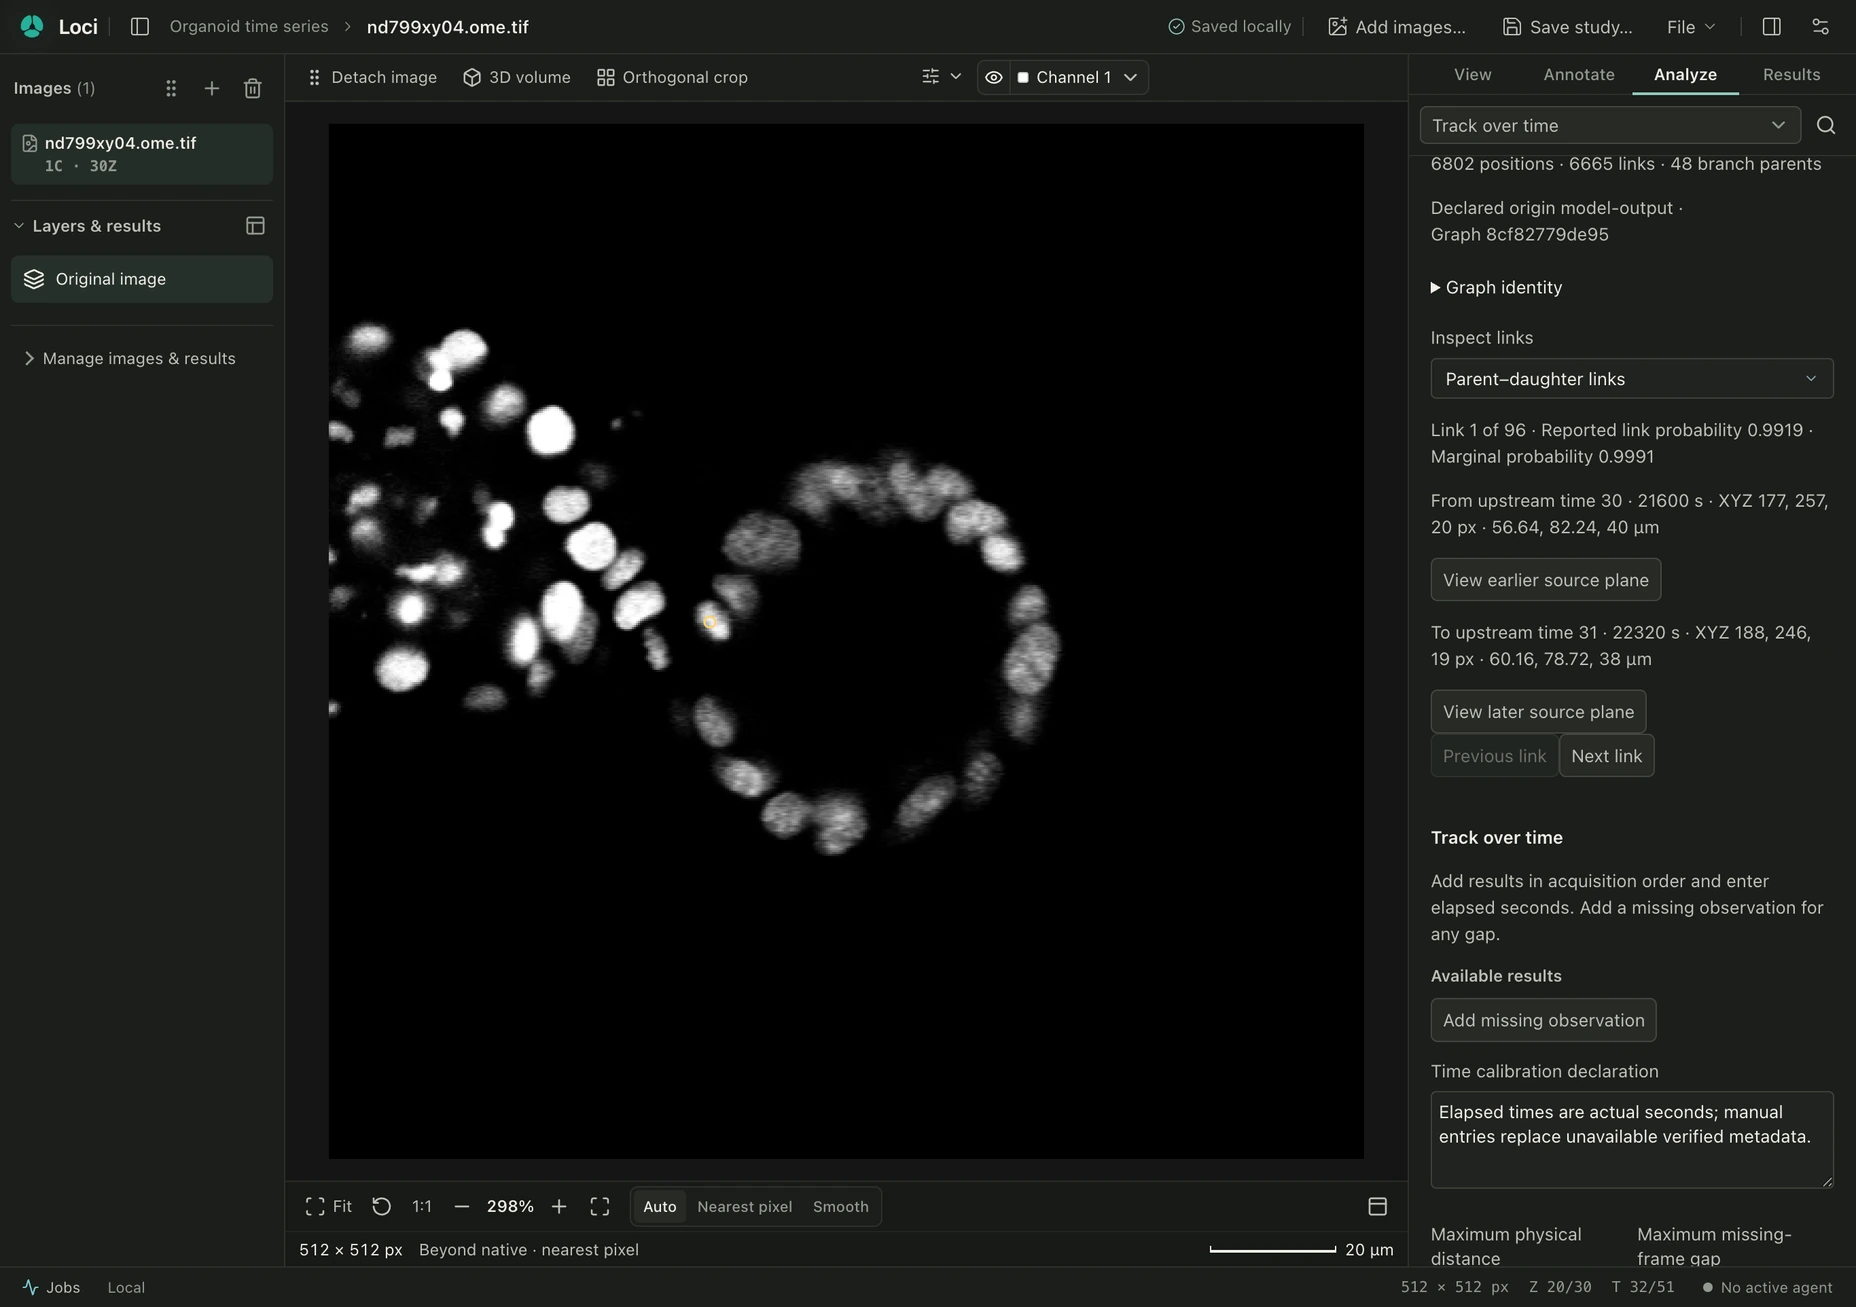 Loci
Organoid time series > nd799xy04.ome.tif
Saved locally
Add images...
Save study...
File
Images (1)
nd799xy04.ome.tif
1C · 30Z
Layers & results
Original image
Manage images & results
Detach image
3D volume
Orthogonal crop
Channel 1
View
Annotate
Analyze
Results
Track over time
6802 positions · 6665 links · 48 branch parents
Declared origin model-output ·
Graph 8cf82779de95
Graph identity
Inspect links
Parent–daughter links
Link 1 of 96 · Reported link probability 0.9919 ·
Marginal probability 0.9991
From upstream time 30 · 21600 s · XYZ 177, 257,
20 px · 56.64, 82.24, 40 µm
View earlier source plane
To upstream time 31 · 22320 s · XYZ 188, 246,
19 px · 60.16, 78.72, 38 µm
View later source plane
Previous link
Next link
Track over time
Add results in acquisition order and enter
elapsed seconds. Add a missing observation for
any gap.
Available results
Add missing observation
Time calibration declaration
Elapsed times are actual seconds; manual
entries replace unavailable verified metadata.
Maximum physical
distance
Maximum missing-
frame gap
Fit
1:1
298%
Auto
Nearest pixel
Smooth
512 × 512 px
Beyond native · nearest pixel
20 µm
Jobs
Local
512 × 512 px
Z 20/30
T 32/51
No active agent